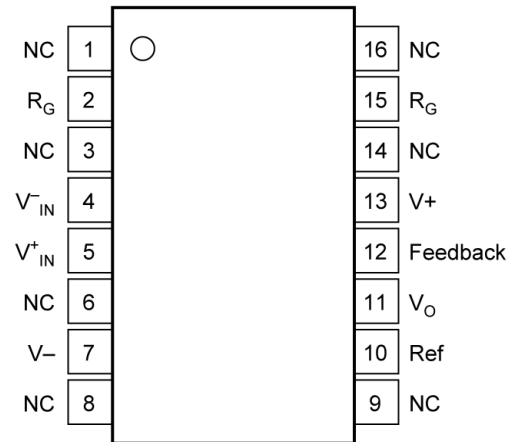 NC 1 16 NC
R_G 2 15 R_G
NC 3 14 NC
V⁻_IN 4 13 V+
V⁺_IN 5 12 Feedback
NC 6 11 V_O
V– 7 10 Ref
NC 8 9 NC